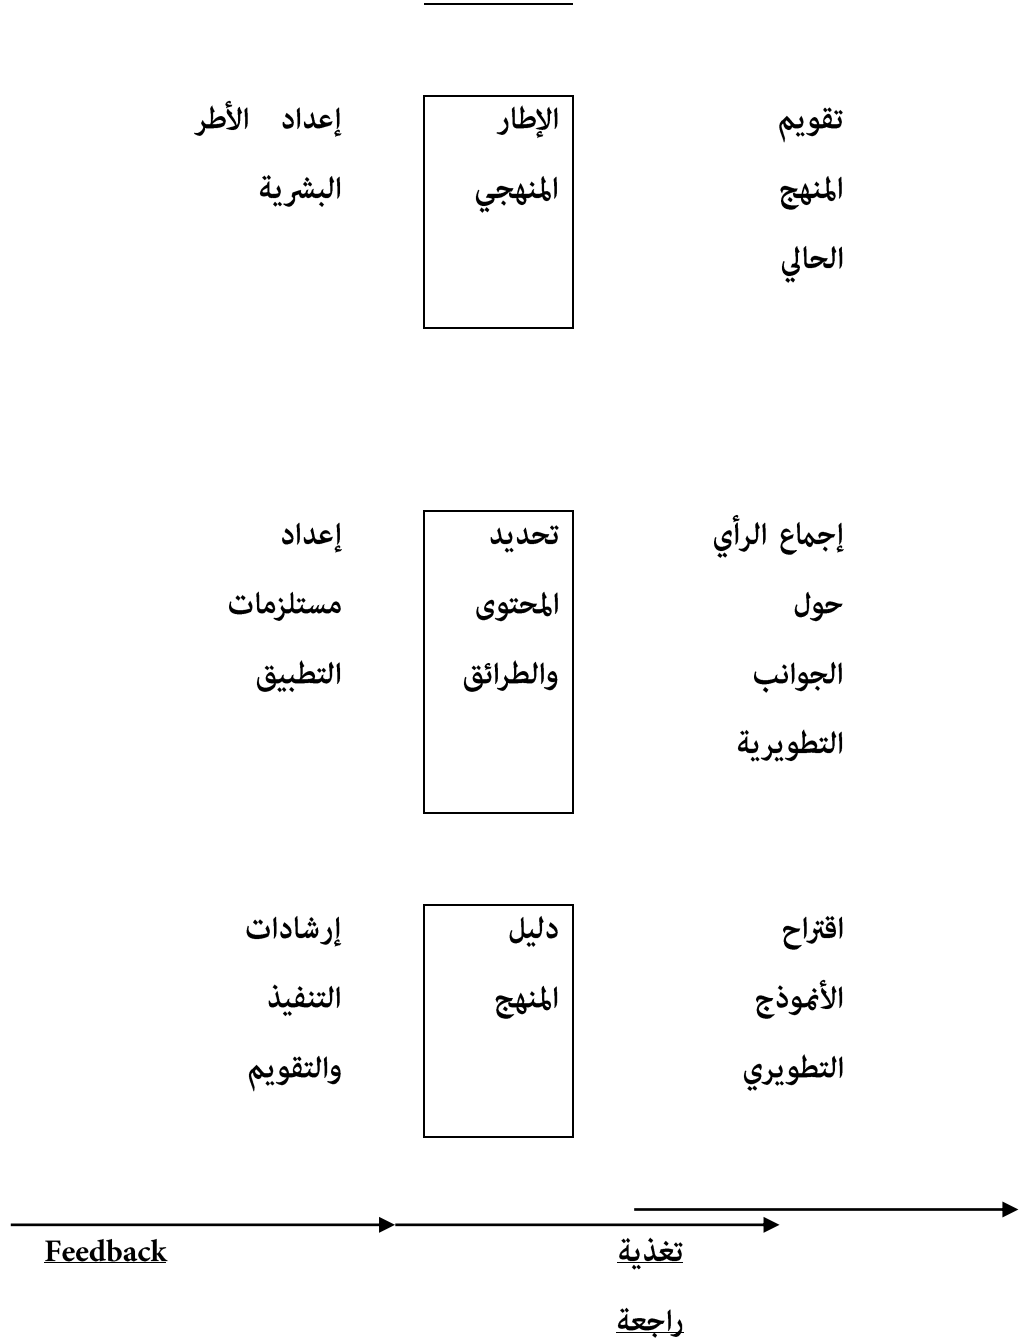 تقويم
المنهج
الحالي
الإطار
المنهجي
إعداد الأطر
البشرية
إجماع الرأي
حول
الجوانب
التطويرية
تحديد
المحتوى
والطرائق
إعداد
مستلزمات
التطبيق
اقتراح
الأنموذج
التطويري
دليل
المنهج
إرشادات
التنفيذ
والتقويم
تغذية
راجعة
Feedback